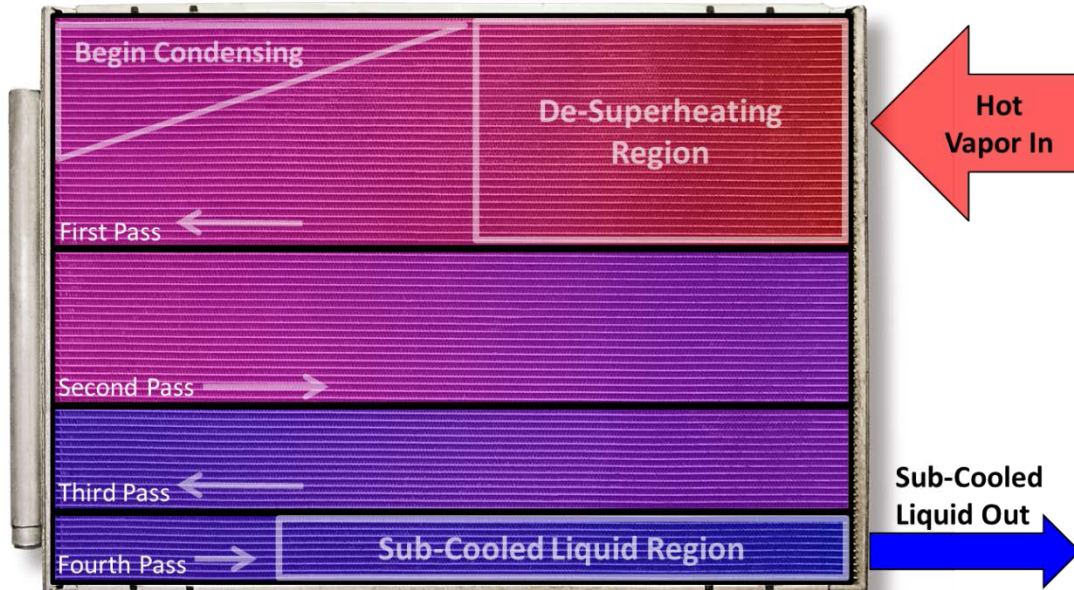 Begin Condensing
De-Superheating
Region
Hot
Vapor In
First Pass
Second Pass
Third Pass
Sub-Cooled
Liquid Out
Fourth Pass
Sub-Cooled Liquid Region